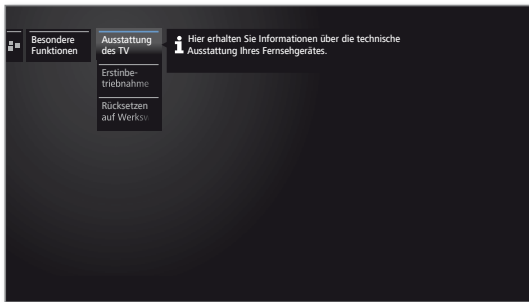 Besondere
Funktionen
Ausstattung
des TV
Erstinbe-
triebnahme
Rücksetzen
auf Werksw
Hier erhalten Sie Informationen über die technische
Ausstattung Ihres Fernsehgerätes.